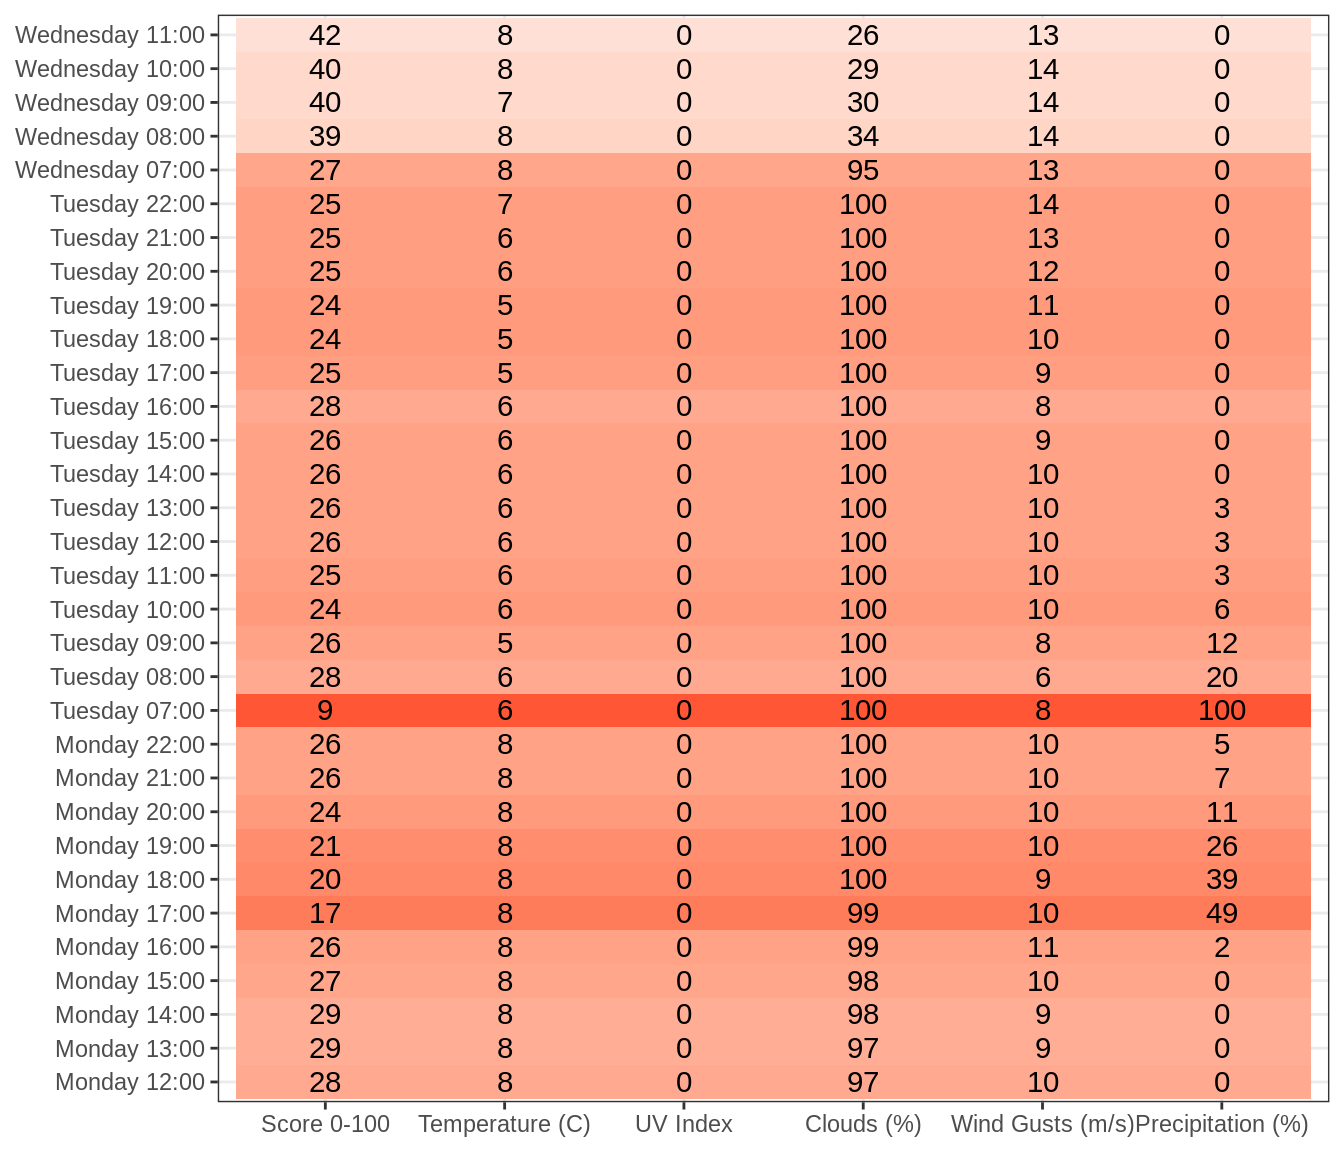 Wednesday 11:00 42 8 0 26 13 0
Wednesday 10:00 40 8 0 29 14 0
Wednesday 09:00 40 7 0 30 14 0
Wednesday 08:00 39 8 0 34 14 0
Wednesday 07:00 27 8 0 95 13 0
Tuesday 22:00 25 7 0 100 14 0
Tuesday 21:00 25 6 0 100 13 0
Tuesday 20:00 25 6 0 100 12 0
Tuesday 19:00 24 5 0 100 11 0
Tuesday 18:00 24 5 0 100 10 0
Tuesday 17:00 25 5 0 100 9 0
Tuesday 16:00 28 6 0 100 8 0
Tuesday 15:00 26 6 0 100 9 0
Tuesday 14:00 26 6 0 100 10 0
Tuesday 13:00 26 6 0 100 10 3
Tuesday 12:00 26 6 0 100 10 3
Tuesday 11:00 25 6 0 100 10 3
Tuesday 10:00 24 6 0 100 10 6
Tuesday 09:00 26 5 0 100 8 12
Tuesday 08:00 28 6 0 100 6 20
Tuesday 07:00 9 6 0 100 8 100
Monday 22:00 26 8 0 100 10 5
Monday 21:00 26 8 0 100 10 7
Monday 20:00 24 8 0 100 10 11
Monday 19:00 21 8 0 100 10 26
Monday 18:00 20 8 0 100 9 39
Monday 17:00 17 8 0 99 10 49
Monday 16:00 26 8 0 99 11 2
Monday 15:00 27 8 0 98 10 0
Monday 14:00 29 8 0 98 9 0
Monday 13:00 29 8 0 97 9 0
Monday 12:00 28 8 0 97 10 0
Score 0-100 Temperature (C) UV Index Clouds (%) Wind Gusts (m/s) Precipitation (%)